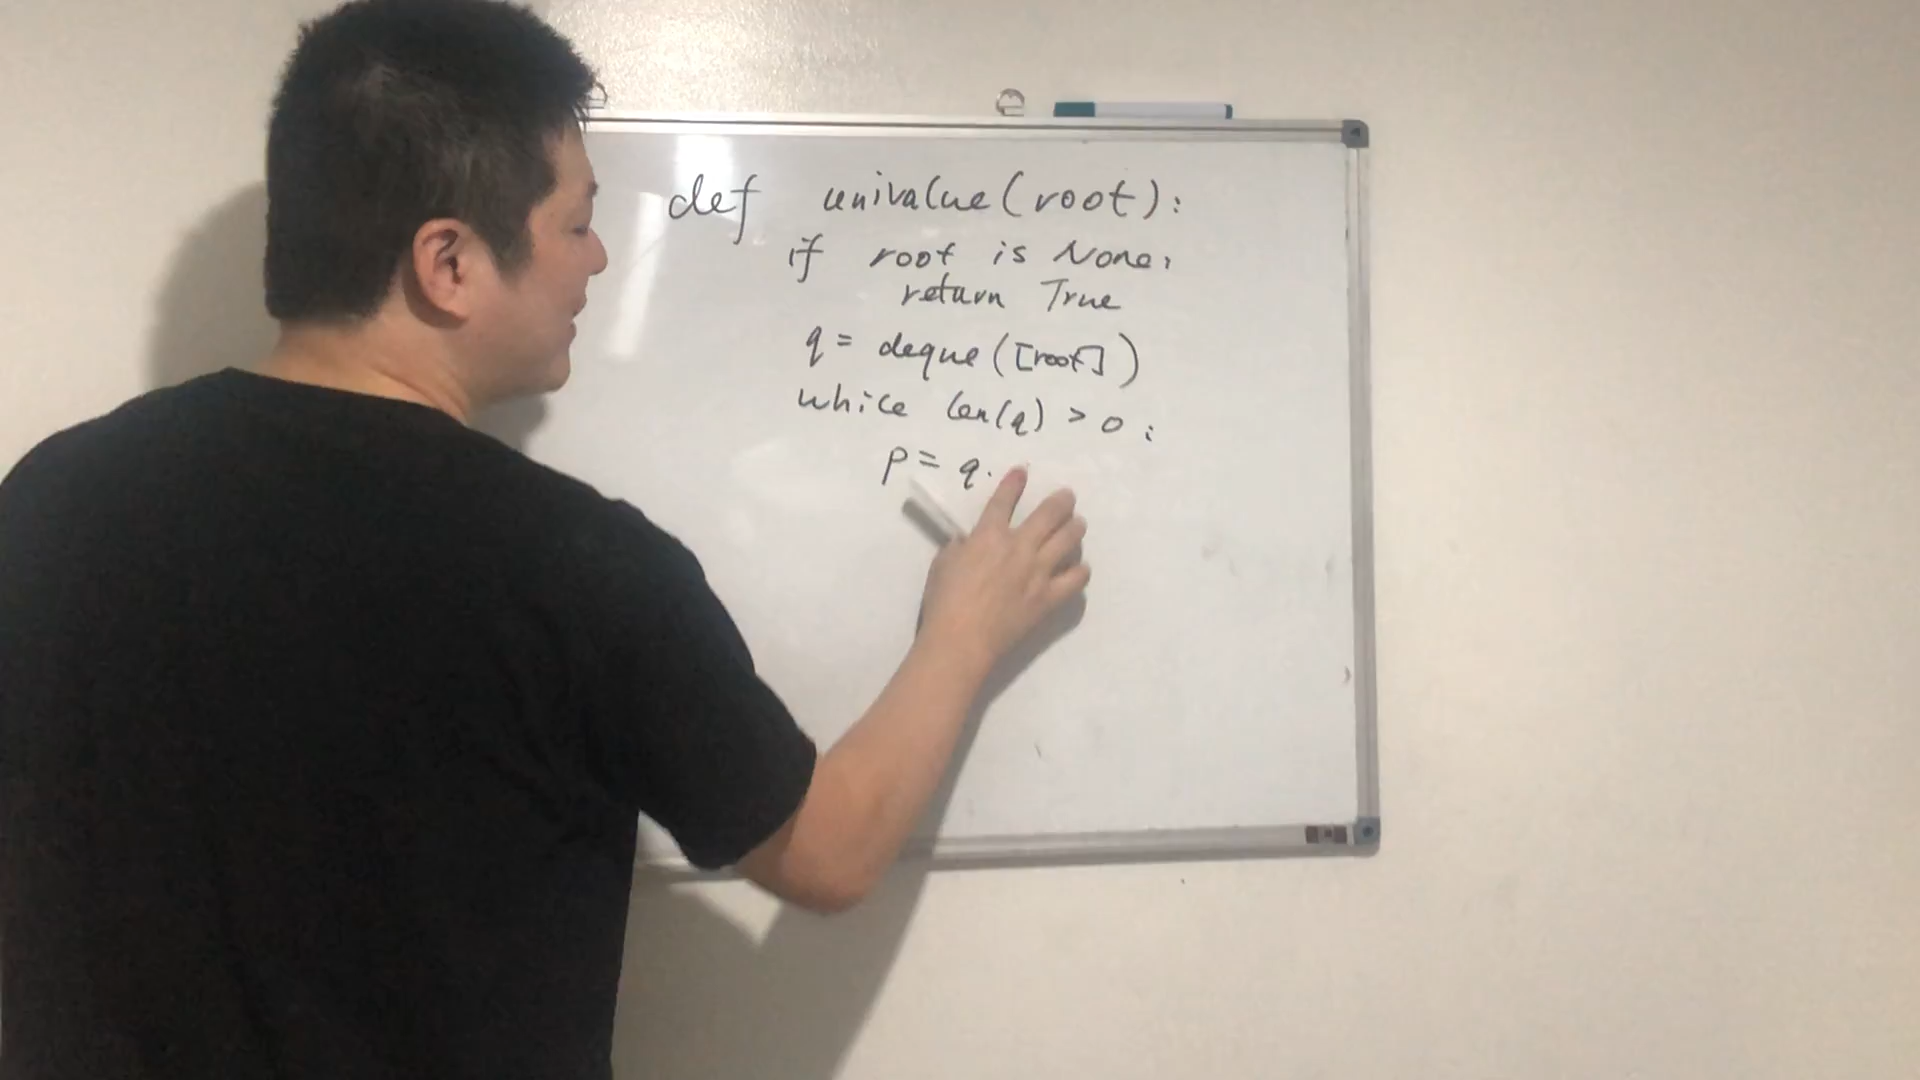 def univalue(root):
if root is None:
return True
q = deque([root])
while len(q) > 0:
p = q.